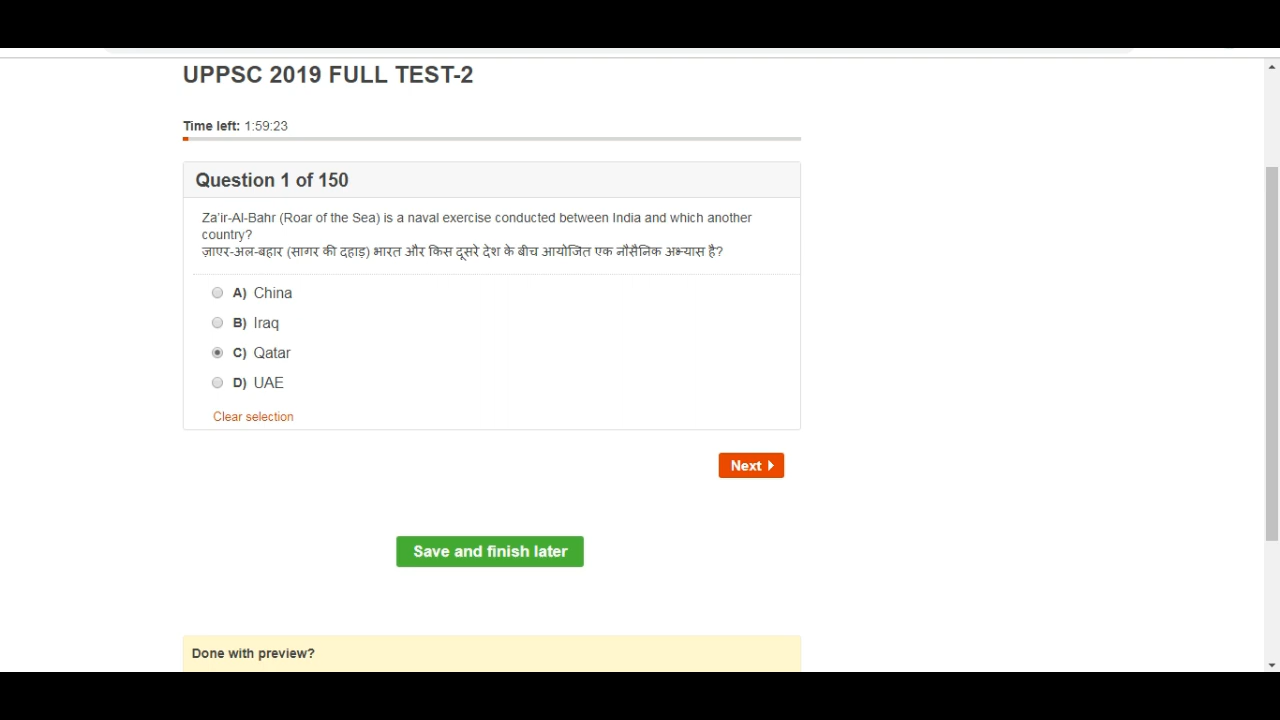 UPPSC 2019 FULL TEST-2
Time left: 1:59:23
Question 1 of 150
Za'ir-Al-Bahr (Roar of the Sea) is a naval exercise conducted between India and which another
country?
ज़ाएर-अल-बहार (सागर की दहाड़) भारत और किस दूसरे देश के बीच आयोजित एक नौसैनिक अभ्यास है?
A) China
B) Iraq
C) Qatar
D) UAE
Clear selection
Next
Save and finish later
Done with preview?